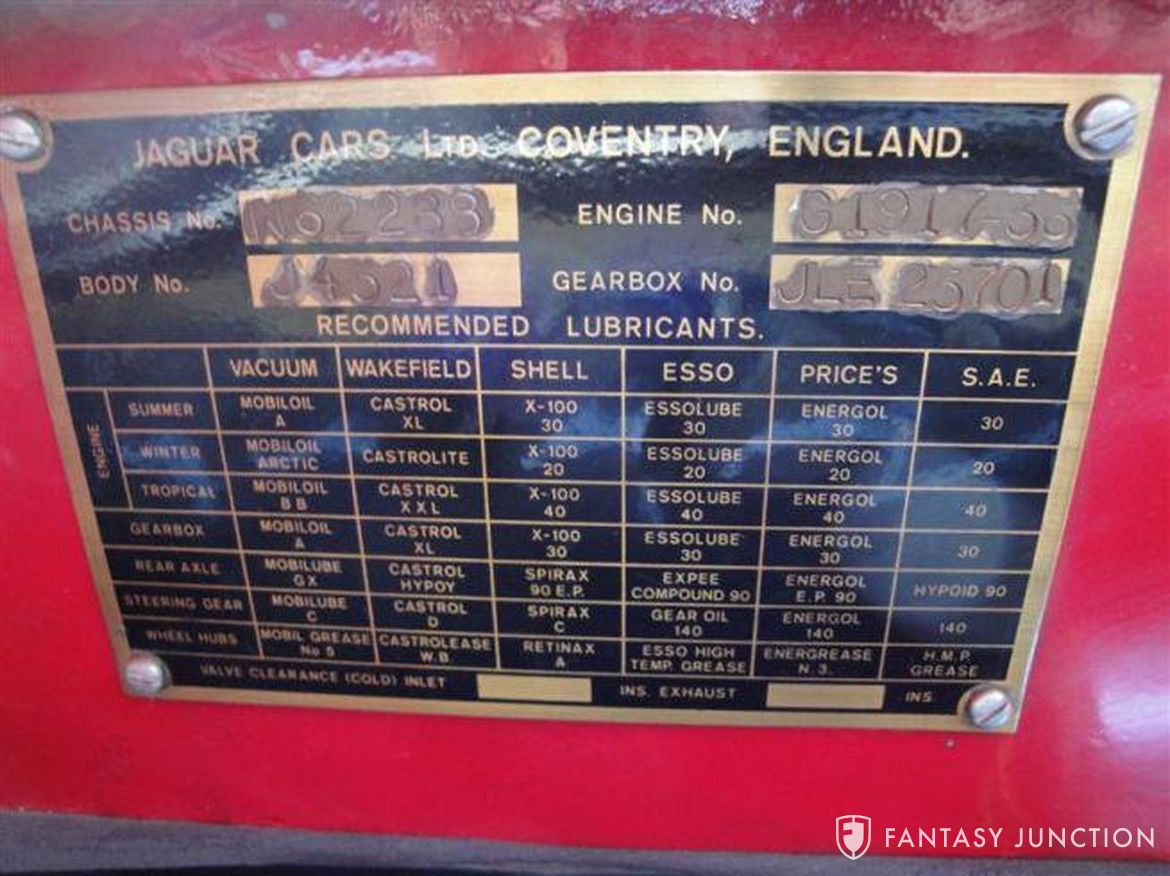 JAGUAR CARS LTD. COVENTRY, ENGLAND.
CHASSIS No. ENGINE No.
BODY No. J4321 GEARBOX No. JLE 23701
RECOMMENDED LUBRICANTS.
VACUUM WAKEFIELD SHELL ESSO PRICE'S S.A.E.
ENGINE
SUMMER MOBILOIL A CASTROL XL X-100 30 ESSOLUBE 30 ENERGOL 30 30
WINTER MOBILOIL ARCTIC CASTROLITE X-100 20 ESSOLUBE 20 ENERGOL 20 20
TROPICAL MOBILOIL BB CASTROL XXL X-100 40 ESSOLUBE 40 ENERGOL 40 40
GEARBOX MOBILOIL A CASTROL XL X-100 30 ESSOLUBE 30 ENERGOL 30 30
REAR AXLE MOBILUBE GX CASTROL HYPOY SPIRAX 90 E.P. EXPEE COMPOUND 90 ENERGOL E.P. 90 HYPOID 90
STEERING GEAR MOBILUBE C CASTROL D SPIRAX C GEAR OIL 140 ENERGOL 140 140
WHEEL HUBS MOBIL GREASE No 5 CASTROLEASE W.B. RETINAX A ESSO HIGH TEMP. GREASE ENERGREASE N.3. H.M.P. GREASE
VALVE CLEARANCE (COLD) INLET INS. EXHAUST INS.
FANTASY JUNCTION